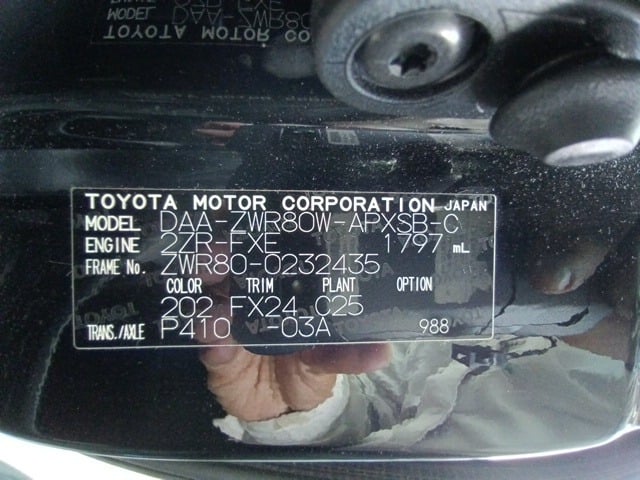 TOYOTA MOTOR CORPORATION JAPAN
MODEL DAA-ZWR80W-APXSB-C
ENGINE 2ZR-FXE 1797 mL
FRAME No. ZWR80-0232435
COLOR TRIM PLANT OPTION
202 FX24 C25
TRANS./AXLE P410 -03A 988